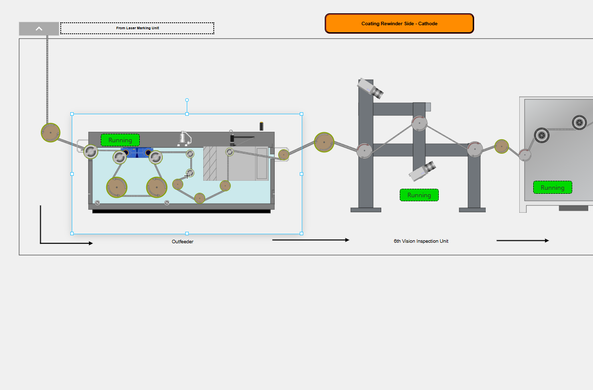 From Laser Marking Unit
Coating Rewinder Side - Cathode
Running
Running
Running
Outfeeder
6th Vision Inspection Unit